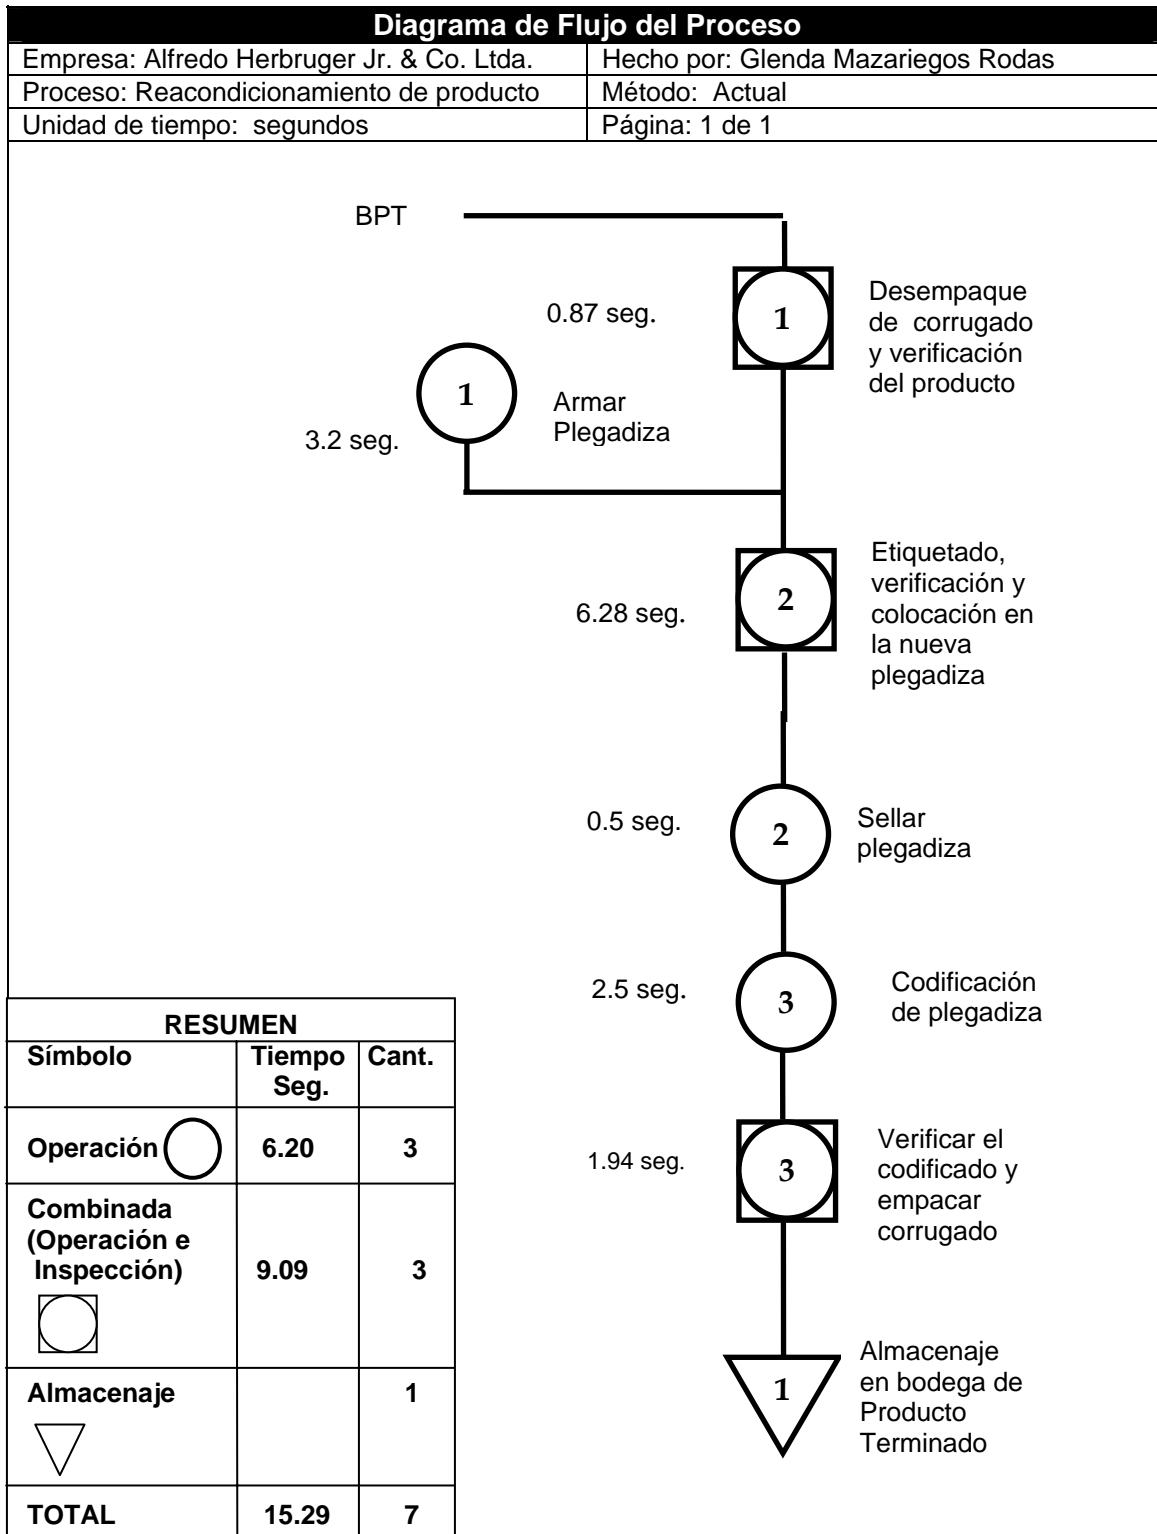 Diagrama de Flujo del Proceso
Empresa: Alfredo Herbruger Jr. & Co. Ltda.
Hecho por: Glenda Mazariegos Rodas
Proceso: Reacondicionamiento de producto
Método: Actual
Unidad de tiempo: segundos
Página: 1 de 1
BPT
0.87 seg.
1
Desempaque
de corrugado
y verificación
del producto
1
Armar
Plegadiza
3.2 seg.
6.28 seg.
2
Etiquetado,
verificación y
colocación en
la nueva
plegadiza
0.5 seg.
2
Sellar
plegadiza
2.5 seg.
3
Codificación
de plegadiza
1.94 seg.
3
Verificar el
codificado y
empacar
corrugado
1
Almacenaje
en bodega de
Producto
Terminado
RESUMEN
Símbolo
Tiempo
Seg.
Cant.
Operación
6.20
3
Combinada
(Operación e
Inspección)
9.09
3
Almacenaje
1
TOTAL
15.29
7